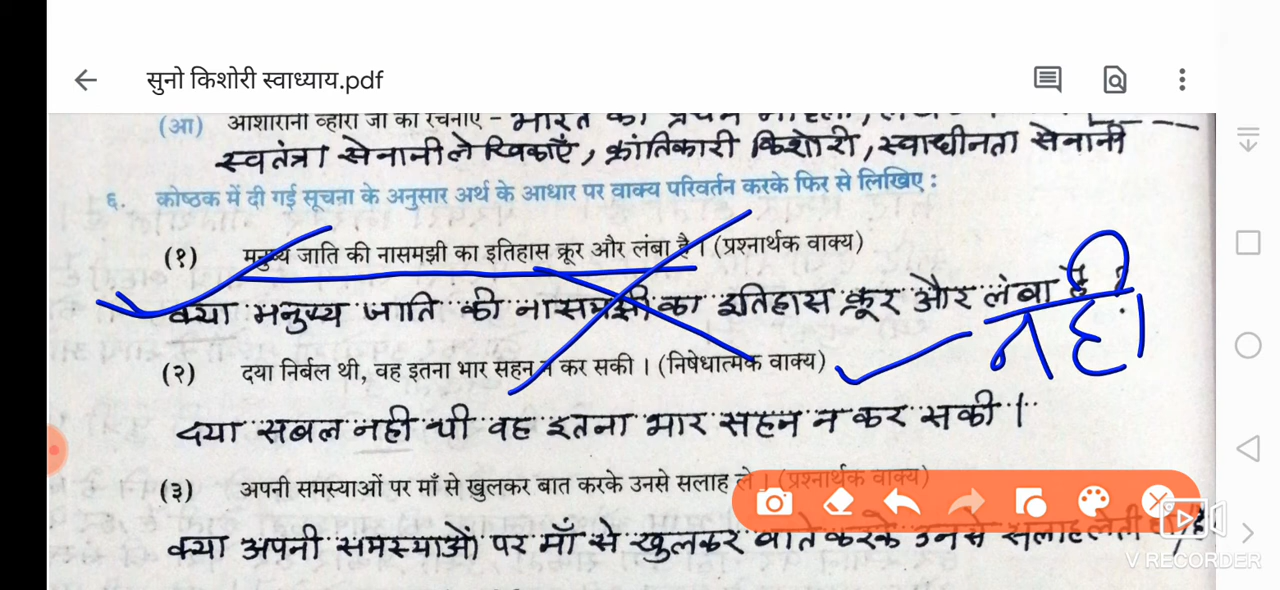 सुनो किशोरी स्वाध्याय.pdf
(आ) आशारानी व्होरा जी की रचनाएँ - भारत की प्रथम
स्वतंत्रा सेनानी लेखिकाएँ, क्रांतिकारी किशोरी, स्वाधीनता सेनानी
६. कोष्ठक में दी गई सूचना के अनुसार अर्थ के आधार पर वाक्य परिवर्तन करके फिर से लिखिए :
(१) मनुष्य जाति की नासमझी का इतिहास क्रूर और लंबा है । (प्रश्नार्थक वाक्य)
क्या मनुष्य जाति की नासमझी का इतिहास क्रूर और लंबा है ?
नही
(२) दया निर्बल थी, वह इतना भार सहन न कर सकी । (निषेधात्मक वाक्य)
दया सबल नही थी वह इतना भार सहन न कर सकी ।
(३) अपनी समस्याओं पर माँ से खुलकर बात करके उनसे सलाह ले । (प्रश्नार्थक वाक्य)
क्या अपनी समस्याओं पर माँ से खुलकर बाते करके उनसे सलाह लेती
V RECORDER